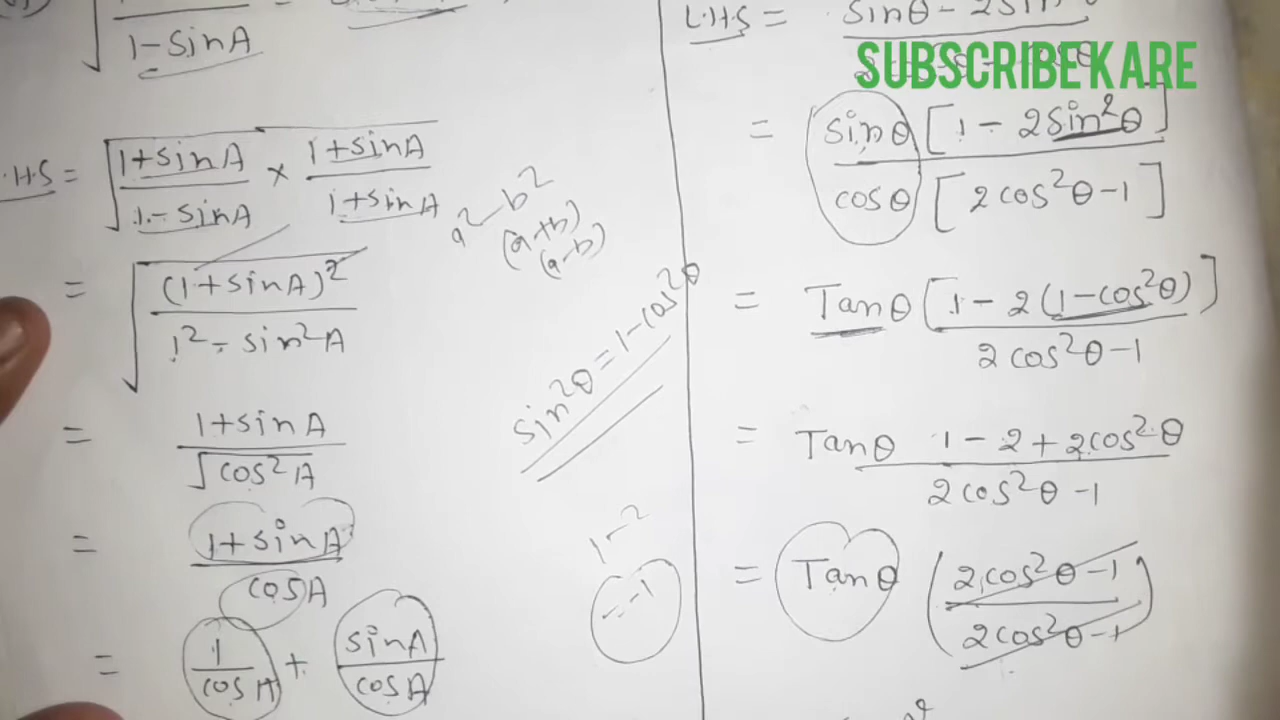 1 - sinA
.H.S = √(1+sinA / 1 - sinA) × (1+sinA / 1+sinA)
a² - b²
(a+b)
(a-b)
= √((1+sinA)² / 1² - sin²A)
sin²θ = 1 - cos²θ
= 1+sinA / √cos²A
= 1+sinA / cosA
1 - 2
-1
= 1/cosA + sinA/cosA
L.H.S = sinθ - 2sin
SUBSCRIBE KARE
= sinθ [1 - 2sin²θ] / cosθ [2cos²θ - 1]
= Tanθ [1 - 2(1 - cos²θ)] / 2cos²θ - 1
= Tanθ 1 - 2 + 2cos²θ / 2cos²θ - 1
= Tanθ (2cos²θ - 1 / 2cos²θ - 1)